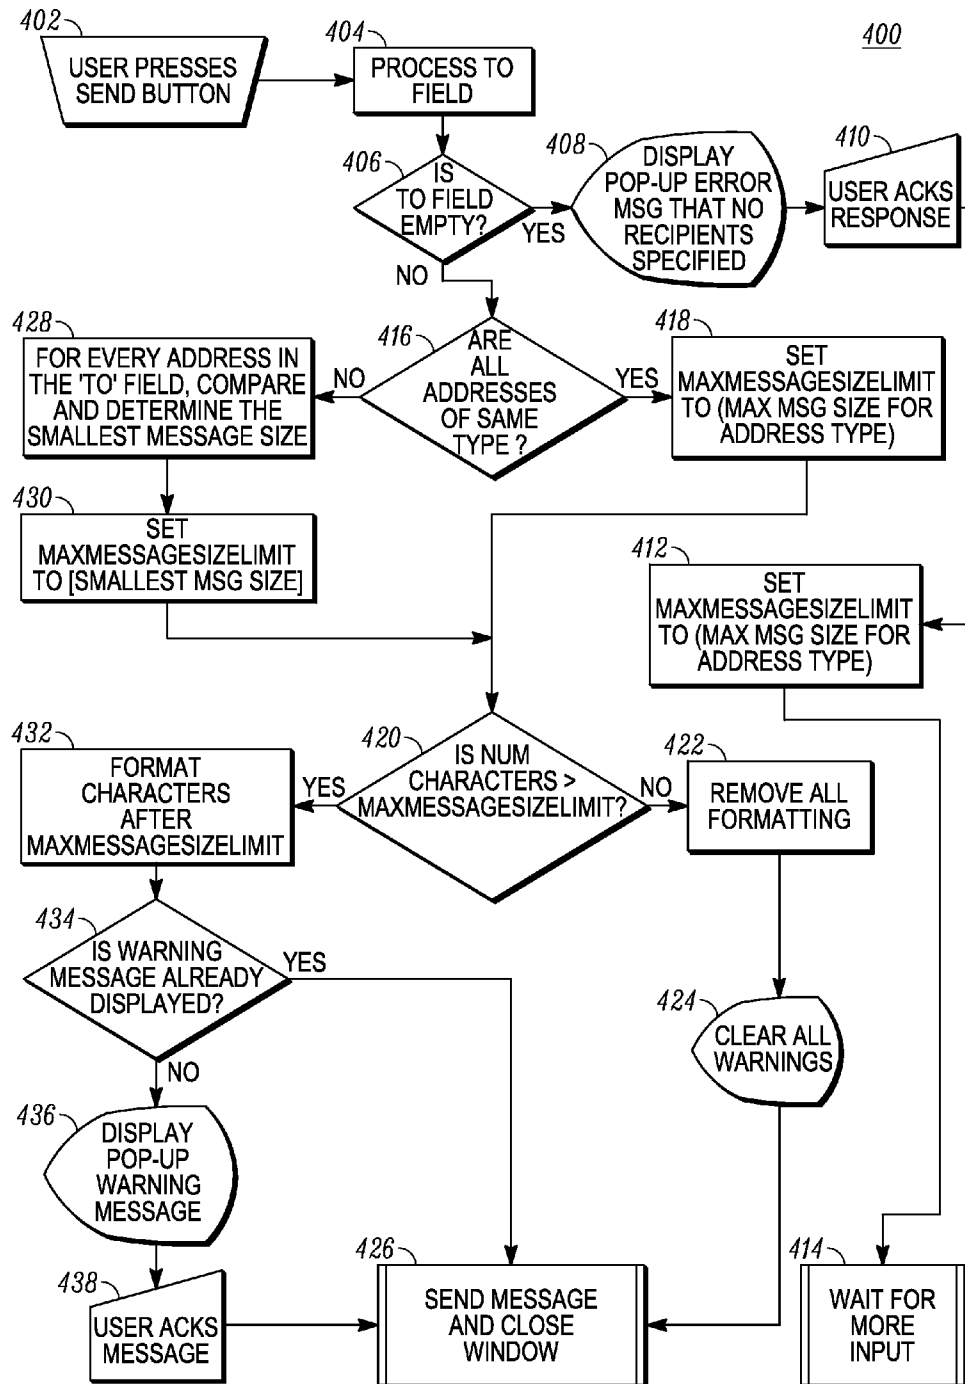 400
402
USER PRESSES
SEND BUTTON
404
PROCESS TO
FIELD
406
IS
TO FIELD
EMPTY?
YES
NO
408
DISPLAY
POP-UP ERROR
MSG THAT NO
RECIPIENTS
SPECIFIED
410
USER ACKS
RESPONSE
416
ARE
ALL
ADDRESSES
OF SAME
TYPE ?
NO
YES
428
FOR EVERY ADDRESS IN
THE 'TO' FIELD, COMPARE
AND DETERMINE THE
SMALLEST MESSAGE SIZE
418
SET
MAXMESSAGESIZELIMIT
TO (MAX MSG SIZE FOR
ADDRESS TYPE)
430
SET
MAXMESSAGESIZELIMIT
TO [SMALLEST MSG SIZE]
412
SET
MAXMESSAGESIZELIMIT
TO (MAX MSG SIZE FOR
ADDRESS TYPE)
420
IS NUM
CHARACTERS >
MAXMESSAGESIZELIMIT?
YES
NO
432
FORMAT
CHARACTERS
AFTER
MAXMESSAGESIZELIMIT
422
REMOVE ALL
FORMATTING
434
IS WARNING
MESSAGE ALREADY
DISPLAYED?
YES
NO
424
CLEAR ALL
WARNINGS
436
DISPLAY
POP-UP
WARNING
MESSAGE
438
USER ACKS
MESSAGE
426
SEND MESSAGE
AND CLOSE
WINDOW
414
WAIT FOR
MORE
INPUT